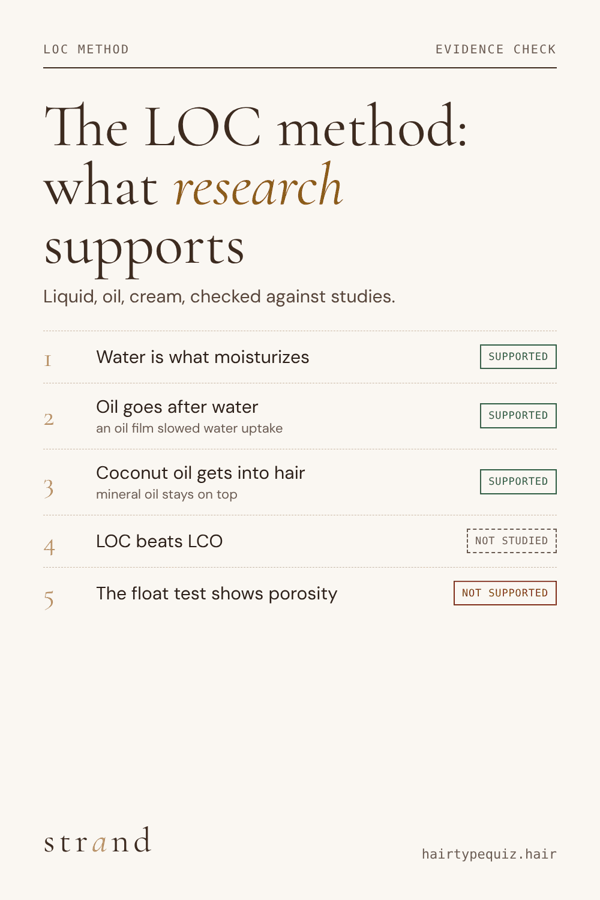 LOC METHOD
EVIDENCE CHECK
The LOC method:
what research
supports
Liquid, oil, cream, checked against studies.
1 Water is what moisturizes SUPPORTED
2 Oil goes after water SUPPORTED
an oil film slowed water uptake
3 Coconut oil gets into hair SUPPORTED
mineral oil stays on top
4 LOC beats LCO NOT STUDIED
5 The float test shows porosity NOT SUPPORTED
strand
hairtypequiz.hair